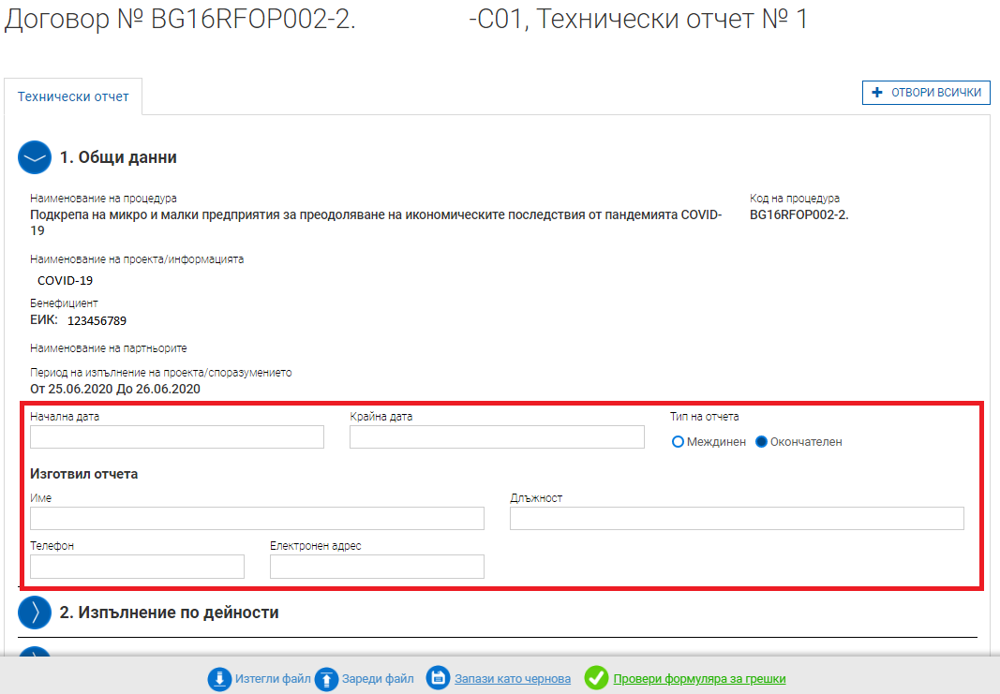 Договор № BG16RFOP002-2. -C01, Технически отчет № 1
Технически отчет
ОТВОРИ ВСИЧКИ
1. Общи данни
Наименование на процедура
Подкрепа на микро и малки предприятия за преодоляване на икономическите последствия от пандемията COVID-
19
Код на процедура
BG16RFOP002-2.
Наименование на проекта/информацията
COVID-19
Бенефициент
ЕИК: 123456789
Наименование на партньорите
Период на изпълнение на проекта/споразумението
От 25.06.2020 До 26.06.2020
Начална дата
Крайна дата
Тип на отчета
Междинен
Окончателен
Изготвил отчета
Име
Длъжност
Телефон
Електронен адрес
2. Изпълнение по дейности
Изтегли файл
Зареди файл
Запази като чернова
Провери формуляра за грешки